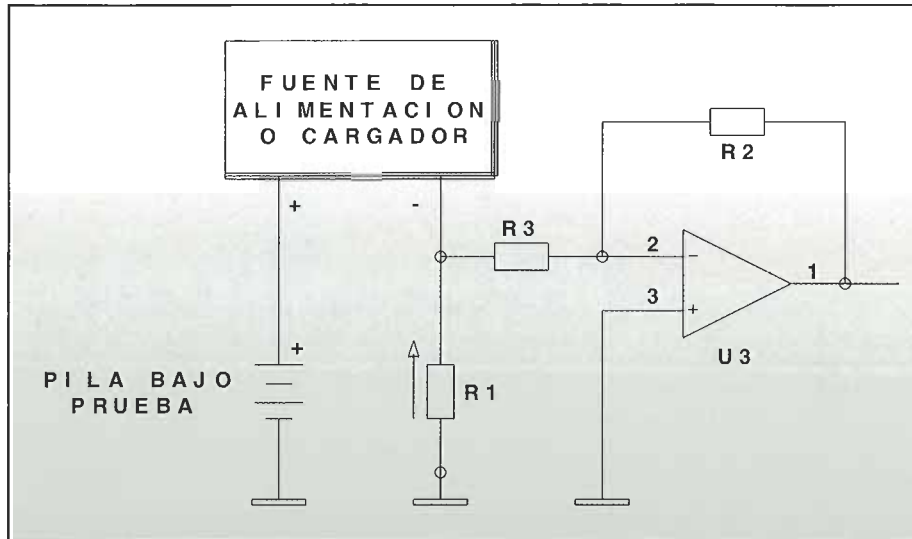 FUENTE DE
ALIMENTACION
O CARGADOR
+
-
R2
R3
2
-
1
3
+
U3
+
PILA BAJO
PRUEBA
R1